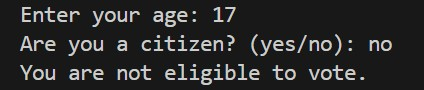 Enter your age: 17
Are you a citizen? (yes/no): no
You are not eligible to vote.